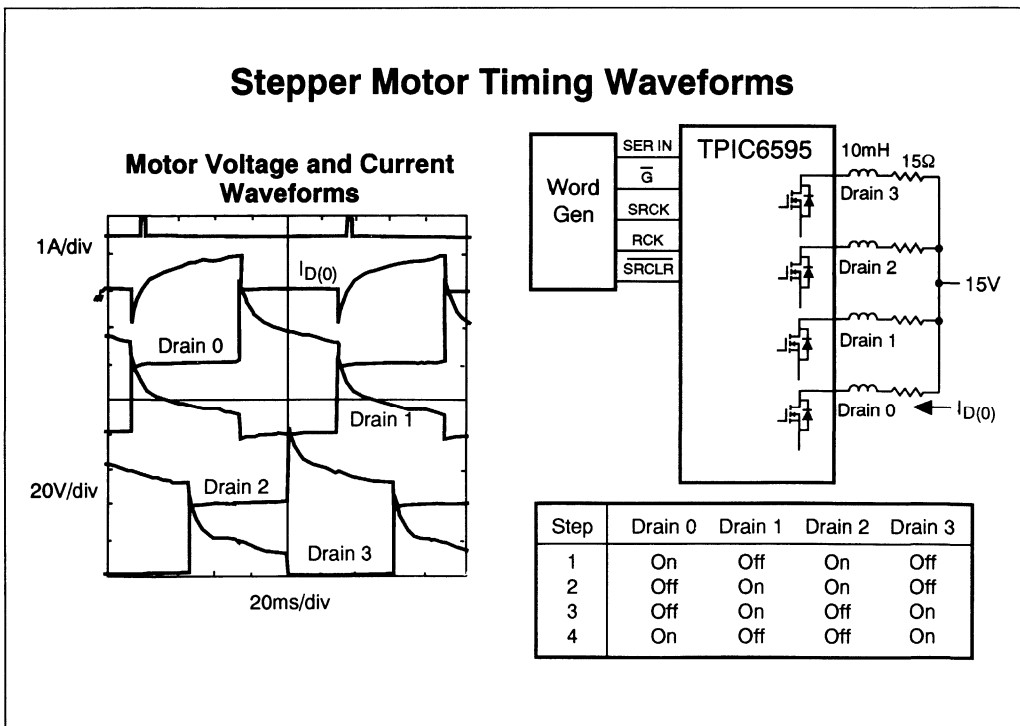 Stepper Motor Timing Waveforms
Motor Voltage and Current
Waveforms
1A/div
I_D(0)
Drain 0
Drain 1
20V/div
Drain 2
Drain 3
20ms/div
Word
Gen
SER IN
G̅
SRCK
RCK
S̅R̅C̅L̅R̅
TPIC6595
10mH
15Ω
Drain 3
Drain 2
15V
Drain 1
Drain 0
I_D(0)
Step Drain 0 Drain 1 Drain 2 Drain 3
1 On Off On Off
2 Off On On Off
3 Off On Off On
4 On Off Off On